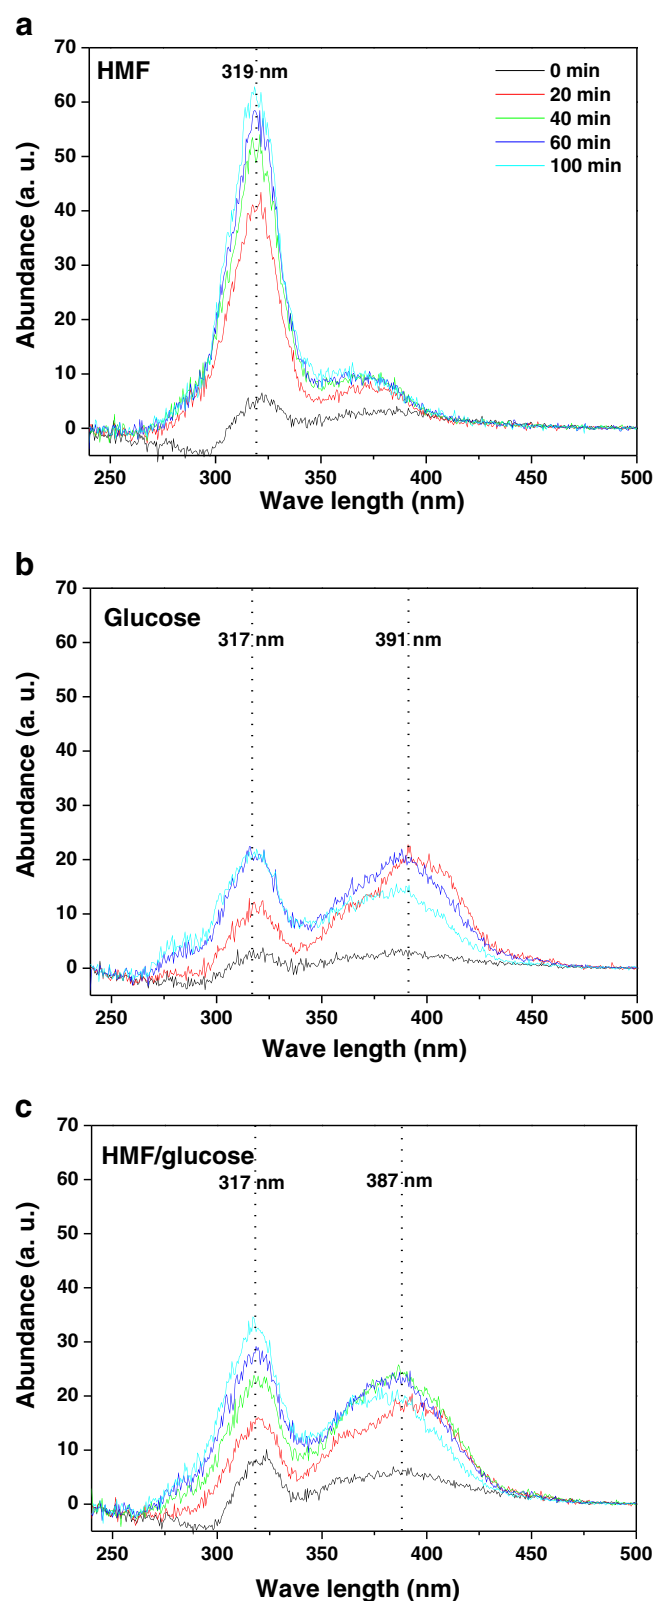 a
70
60
50
40
30
20
10
0
HMF
319 nm
0 min
20 min
40 min
60 min
100 min
Abundance (a. u.)
250 300 350 400 450 500
Wave length (nm)
b
70
60
50
40
30
20
10
0
Glucose
317 nm
391 nm
Abundance (a. u.)
250 300 350 400 450 500
Wave length (nm)
c
70
60
50
40
30
20
10
0
HMF/glucose
317 nm
387 nm
Abundance (a. u.)
250 300 350 400 450 500
Wave length (nm)